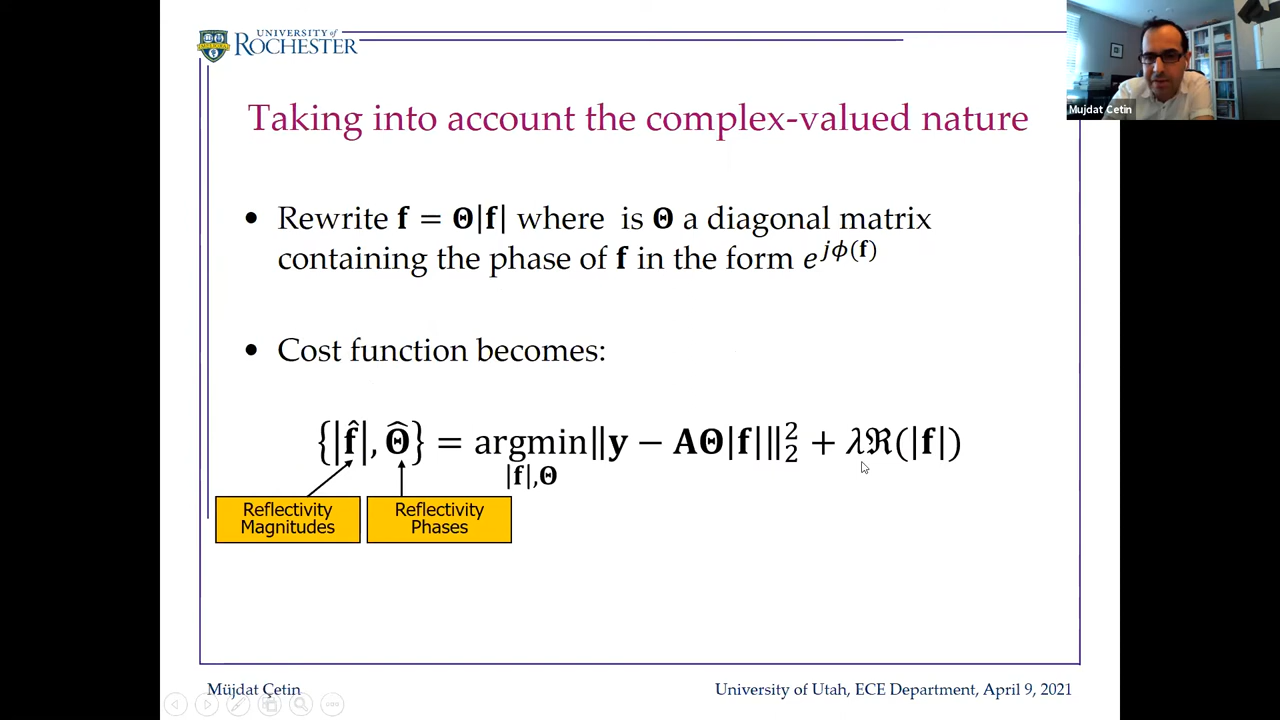 UNIVERSITY of
ROCHESTER
Mujdat Cetin
Taking into account the complex-valued nature
• Rewrite 𝐟 = 𝚯|𝐟| where is 𝚯 a diagonal matrix
containing the phase of 𝐟 in the form e^{jϕ(𝐟)}
• Cost function becomes:
{|𝐟̂|, 𝚯̂} = argmin‖𝐲 − 𝐀𝚯|𝐟|‖₂² + λℜ(|𝐟|)
|𝐟|,𝚯
Reflectivity Magnitudes
Reflectivity Phases
Müjdat Çetin
University of Utah, ECE Department, April 9, 2021